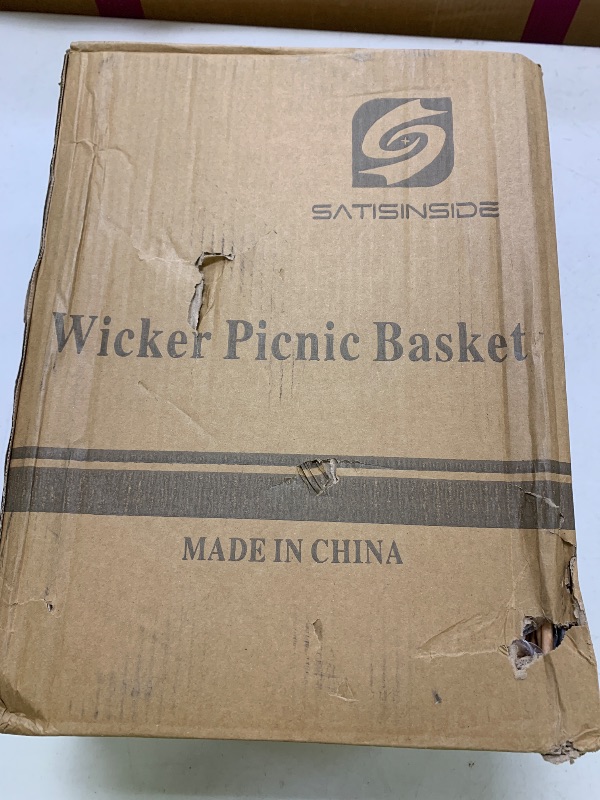 SATISINSIDE
Wicker Picnic Basket
MADE IN CHINA